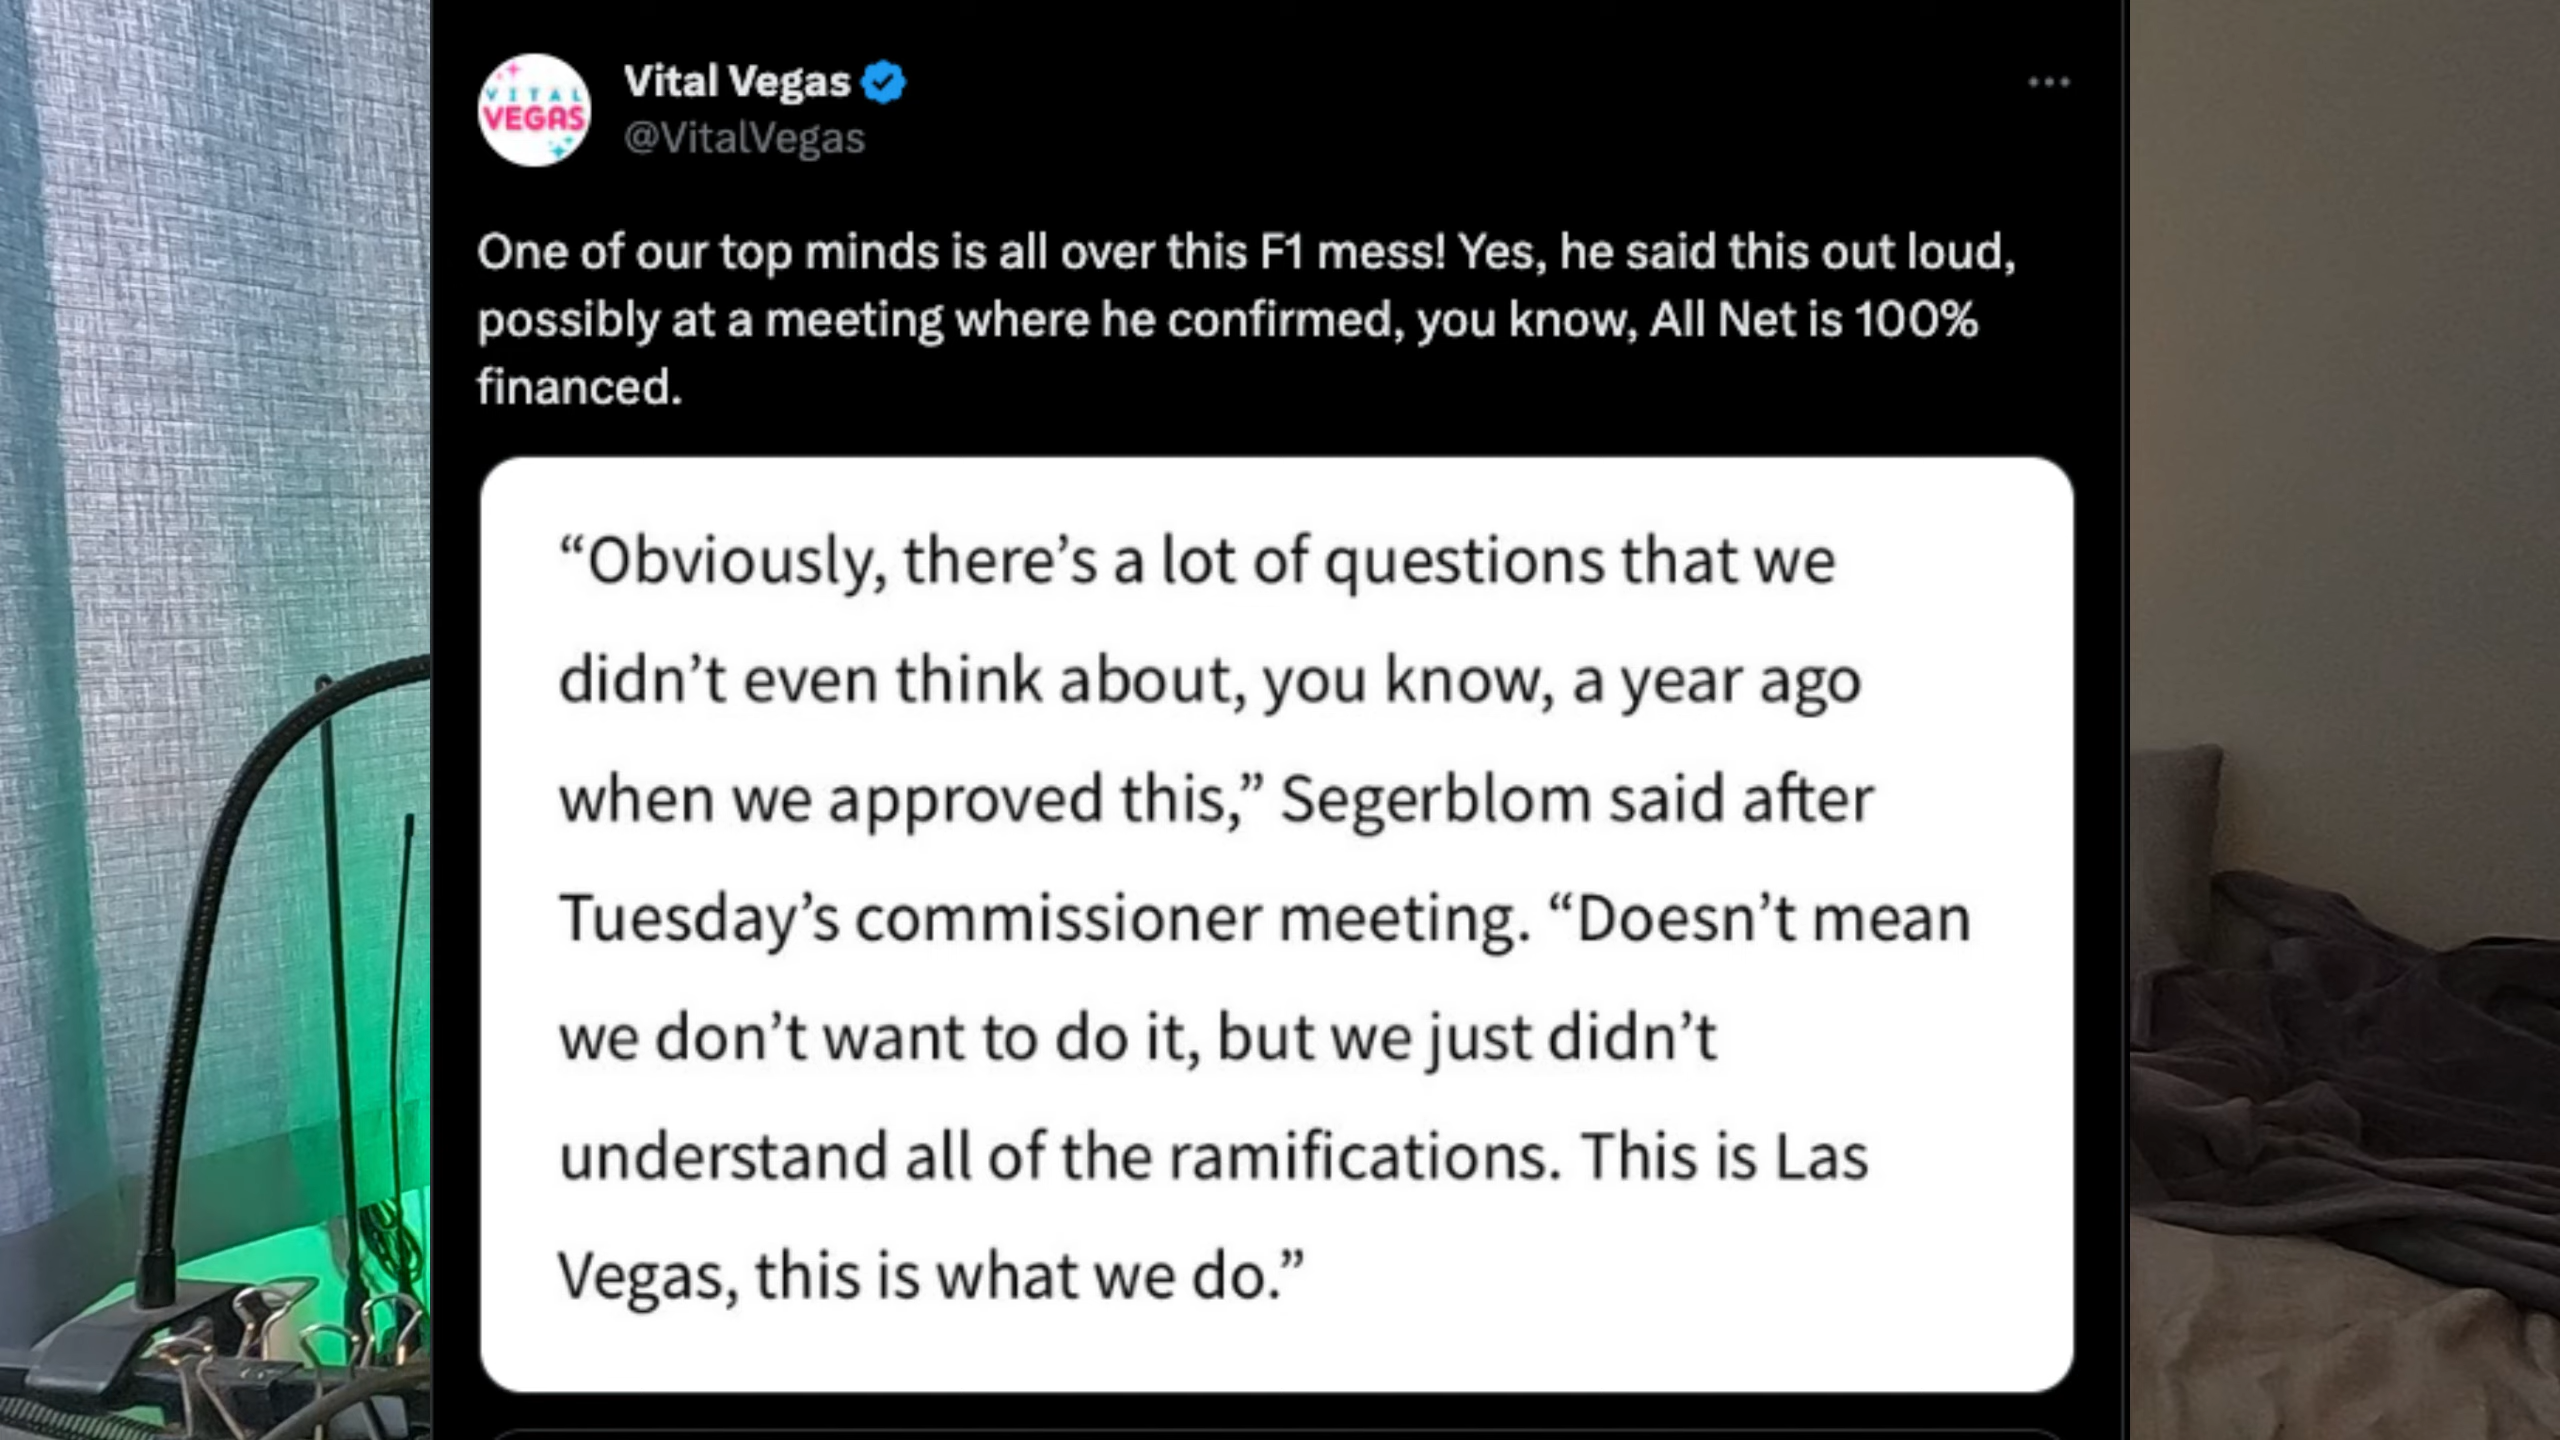 VITAL
VEGAS
Vital Vegas
@VitalVegas
One of our top minds is all over this F1 mess! Yes, he said this out loud,
possibly at a meeting where he confirmed, you know, All Net is 100%
financed.
“Obviously, there’s a lot of questions that we
didn’t even think about, you know, a year ago
when we approved this,” Segerblom said after
Tuesday’s commissioner meeting. “Doesn’t mean
we don’t want to do it, but we just didn’t
understand all of the ramifications. This is Las
Vegas, this is what we do.”